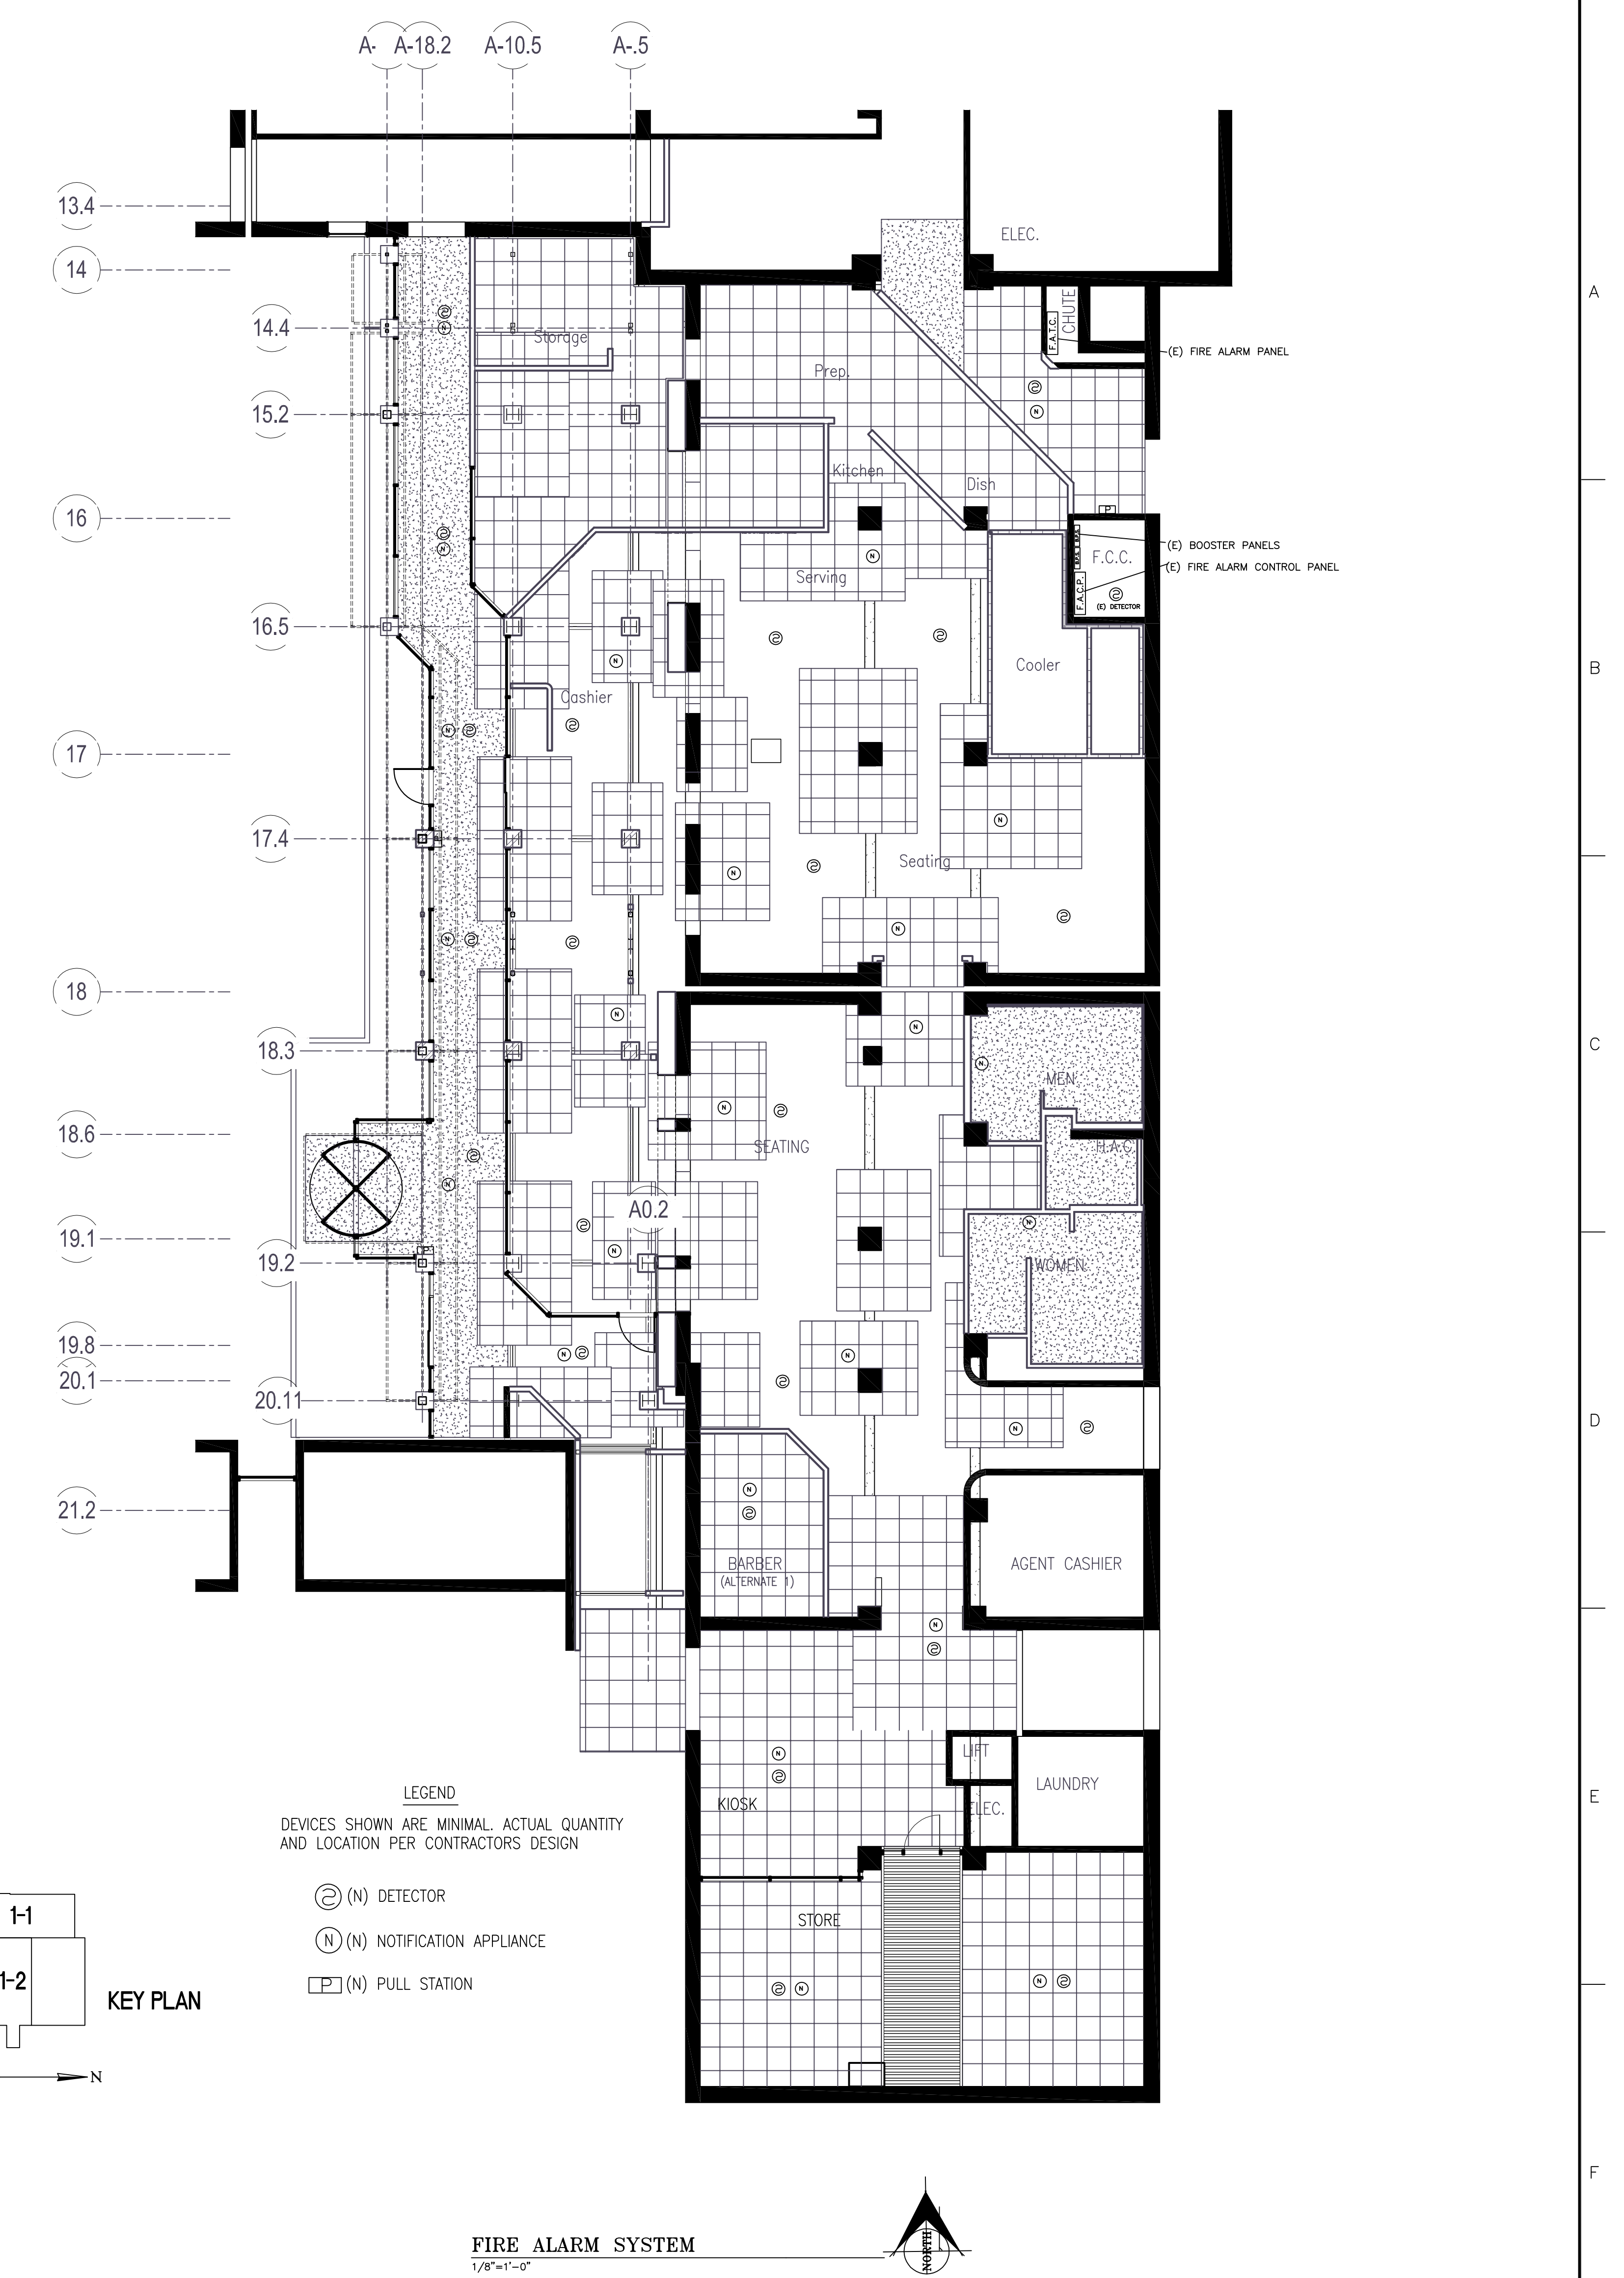 A- A-18.2 A-10.5 A-.5
13.4
ELEC.
14
A
CHUTE
F.A.T.C.
14.4
Storage
(E) FIRE ALARM PANEL
Prep.
15.2
Kitchen
Dish
P
16
(E) BOOSTER PANELS
F.C.C.
N
(E) FIRE ALARM CONTROL PANEL
Serving
F.A.C.P.
(E) DETECTOR
16.5
N
Cooler
B
Cashier
N
17
N
17.4
Seating
N
N
N
18
N
N
18.3
C
N
MEN
N
18.6
SEATING
H.A.C.
N
A0.2
N
19.1
N
19.2
WOMEN
19.8
N
N
20.1
20.11
D
N
N
21.2
BARBER
(ALTERNATE 1)
AGENT CASHIER
N
LIFT
N
LAUNDRY
LEGEND
E
KIOSK
ELEC.
DEVICES SHOWN ARE MINIMAL. ACTUAL QUANTITY
AND LOCATION PER CONTRACTORS DESIGN
(N) DETECTOR
1-1
STORE
N (N) NOTIFICATION APPLIANCE
1-2
P (N) PULL STATION
N
N
KEY PLAN
N
F
FIRE ALARM SYSTEM
1/8"=1'-0"
NORTH